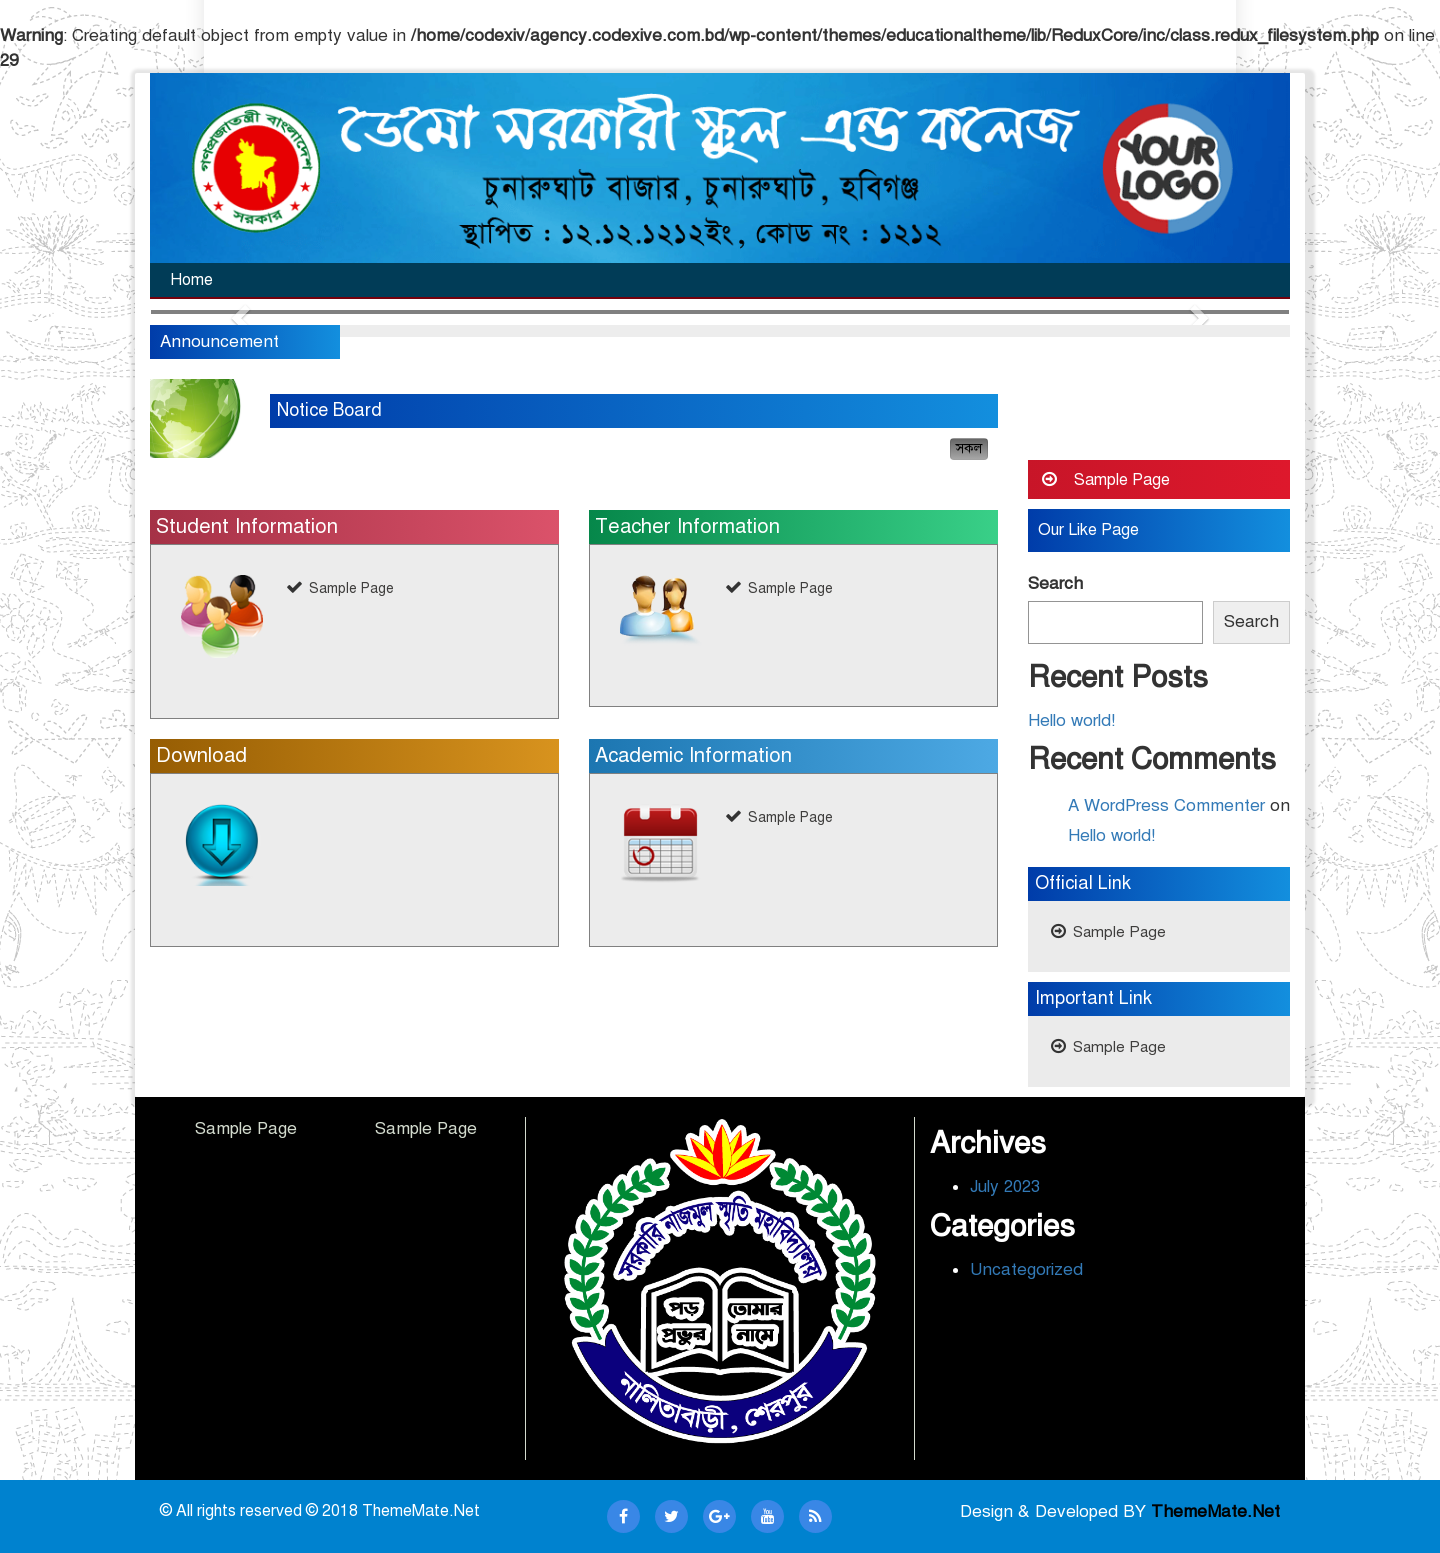 Warning: Creating default object from empty value in /home/codexiv/agency.codexive.com.bd/wp-content/themes/educationaltheme/lib/ReduxCore/inc/class.redux_filesystem.php on line
29
গণপ্রজাতন্ত্রী বাংলাদেশ
সরকার
ডেমো সরকারী স্কুল এন্ড কলেজ
চুনারুঘাট বাজার, চুনারুঘাট, হবিগঞ্জ
স্থাপিত : ১২.১২.১২১২ইং, কোড নং : ১২১২
YOUR
LOGO
Home
Announcement
Notice Board
সকল
Student Information
Sample Page
Teacher Information
Sample Page
Download
Academic Information
Sample Page
Sample Page
Our Like Page
Search
Search
Recent Posts
Hello world!
Recent Comments
A WordPress Commenter on
Hello world!
Official Link
Sample Page
Important Link
Sample Page
Sample Page
Sample Page
সরকারি নাজমুল স্মৃতি মহাবিদ্যালয়
পড় তোমার
প্রভুর নামে
নালিতাবাড়ী, শেরপুর
Archives
July 2023
Categories
Uncategorized
© All rights reserved © 2018 ThemeMate.Net
Design & Developed BY ThemeMate.Net